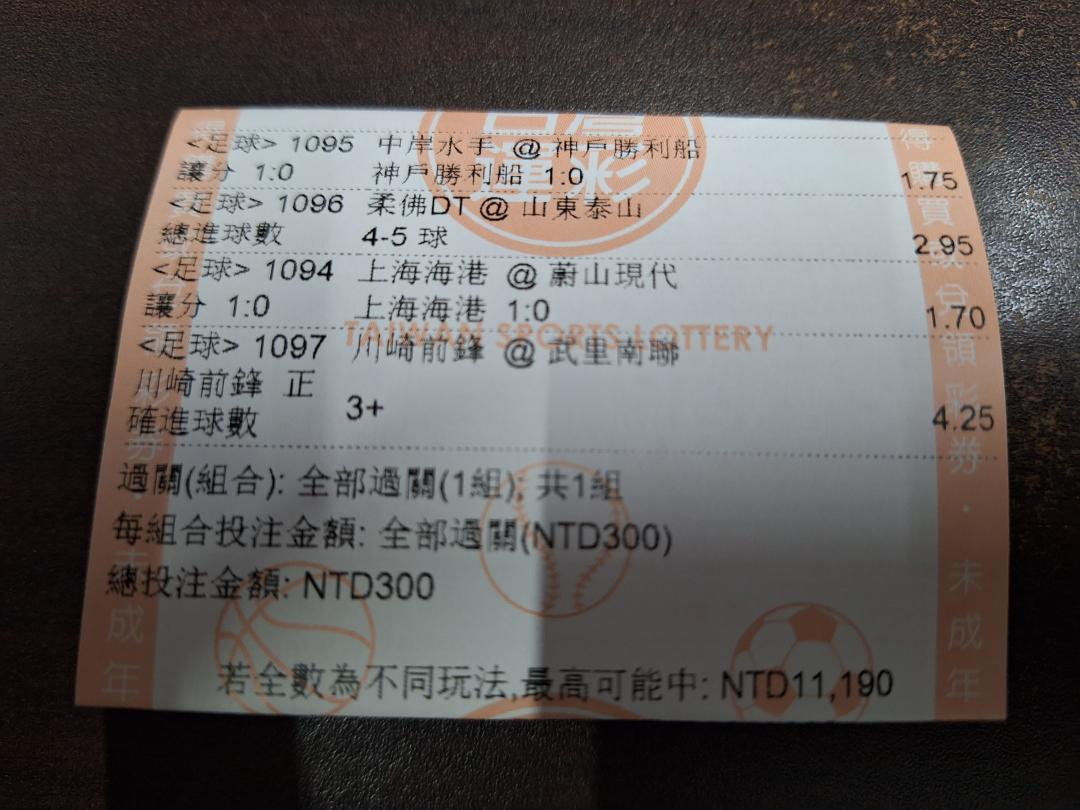 <足球> 1095 中岸水手 @ 神戶勝利船
讓分 1:0 神戶勝利船 1:0 1.75
<足球> 1096 柔佛DT @ 山東泰山
總進球數 4-5 球 2.95
<足球> 1094 上海海港 @ 蔚山現代
讓分 1:0 上海海港 1:0 1.70
TAIWAN SPORTS LOTTERY
<足球> 1097 川崎前鋒 @ 武里南聯
川崎前鋒 正
確進球數 3+ 4.25
過關(組合): 全部過關(1組), 共1組
每組合投注金額: 全部過關(NTD300)
總投注金額: NTD300
若全數為不同玩法,最高可能中: NTD11,190
未成年
成年